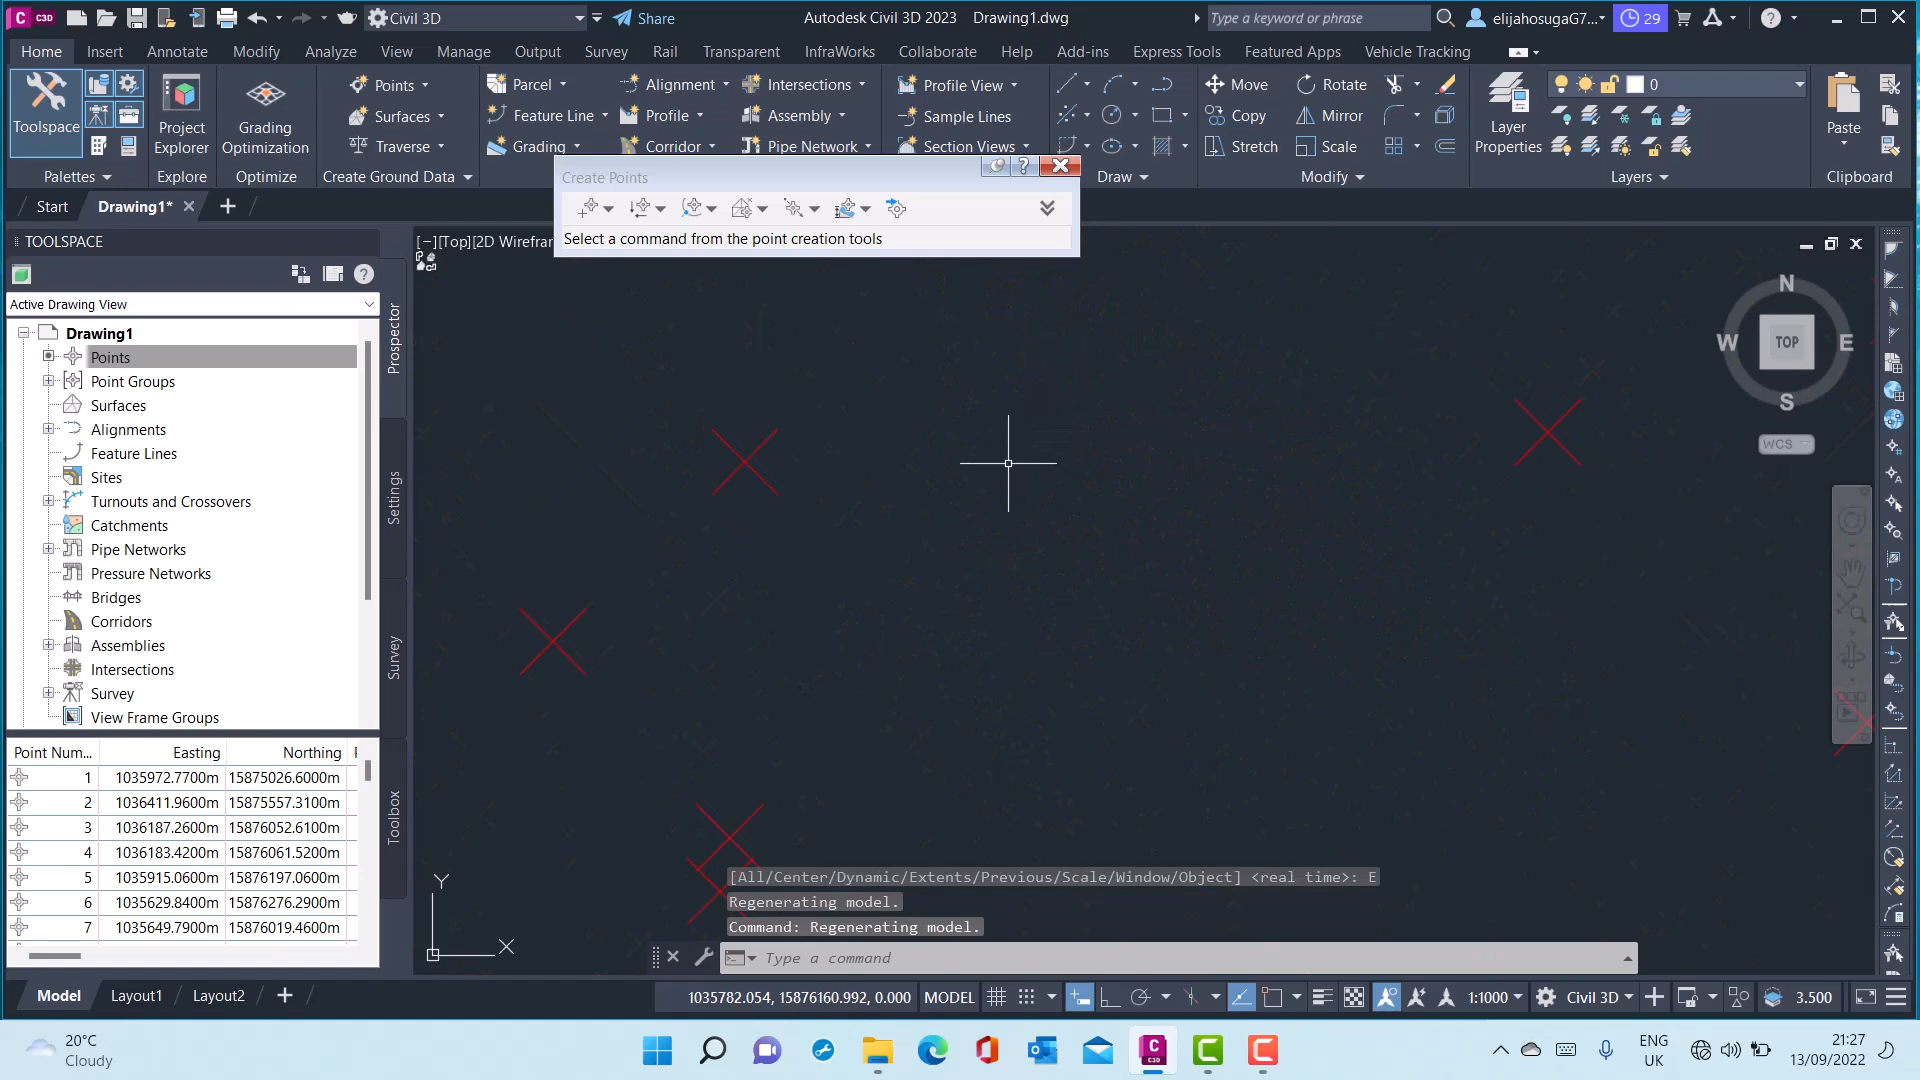 C3D
Civil 3D
Share
Autodesk Civil 3D 2023 Drawing1.dwg
Type a keyword or phrase
elijahosugaG7...
29
Home Insert Annotate Modify Analyze View Manage Output Survey Rail Transparent InfraWorks Collaborate Help Add-ins Express Tools Featured Apps Vehicle Tracking
Toolspace
Project
Explorer
Grading
Optimization
Points
Surfaces
Traverse
Parcel
Feature Line
Grading
Alignment
Profile
Corridor
Intersections
Assembly
Pipe Network
Profile View
Sample Lines
Section Views
Move
Copy
Stretch
Rotate
Mirror
Scale
Layer
Properties
0
Paste
Palettes Explore Optimize Create Ground Data Draw Modify Layers Clipboard
Create Points
Select a command from the point creation tools
Start Drawing1*
TOOLSPACE
[−][Top][2D Wirefram
Active Drawing View
Drawing1
Points
Point Groups
Surfaces
Alignments
Feature Lines
Sites
Turnouts and Crossovers
Catchments
Pipe Networks
Pressure Networks
Bridges
Corridors
Assemblies
Intersections
Survey
View Frame Groups
Prospector
Settings
Survey
Toolbox
Point Num... Easting Northing
1 1035972.7700m 15875026.6000m
2 1036411.9600m 15875557.3100m
3 1036187.2600m 15876052.6100m
4 1036183.4200m 15876061.5200m
5 1035915.0600m 15876197.0600m
6 1035629.8400m 15876276.2900m
7 1035649.7900m 15876019.4600m
N
W TOP E
S
WCS
Y
X
[All/Center/Dynamic/Extents/Previous/Scale/Window/Object] <real time>: E
Regenerating model.
Command: Regenerating model.
Type a command
Model Layout1 Layout2
1035782.054, 15876160.992, 0.000 MODEL 1:1000 Civil 3D 3.500
20°C
Cloudy
C3D
ENG
UK
21:27
13/09/2022